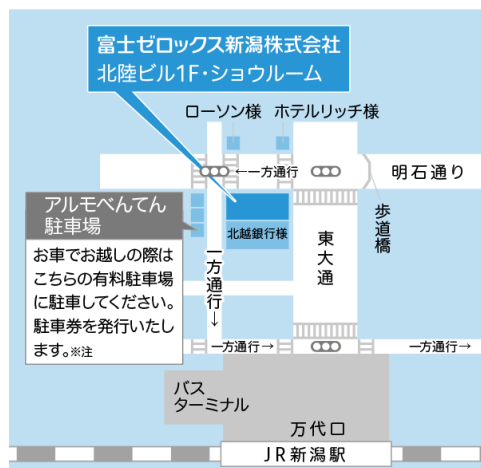 富士ゼロックス新潟株式会社
北陸ビル1F・ショウルーム
ローソン様
ホテルリッチ様
←一方通行
明石通り
アルモべんてん
駐車場
お車でお越しの際は
こちらの有料駐車場
に駐車してください。
駐車券を発行いたし
ます。※注
北越銀行様
一方通行→
東大通
歩道橋
一方通行→
一方通行→
バス
ターミナル
万代口
JR新潟駅